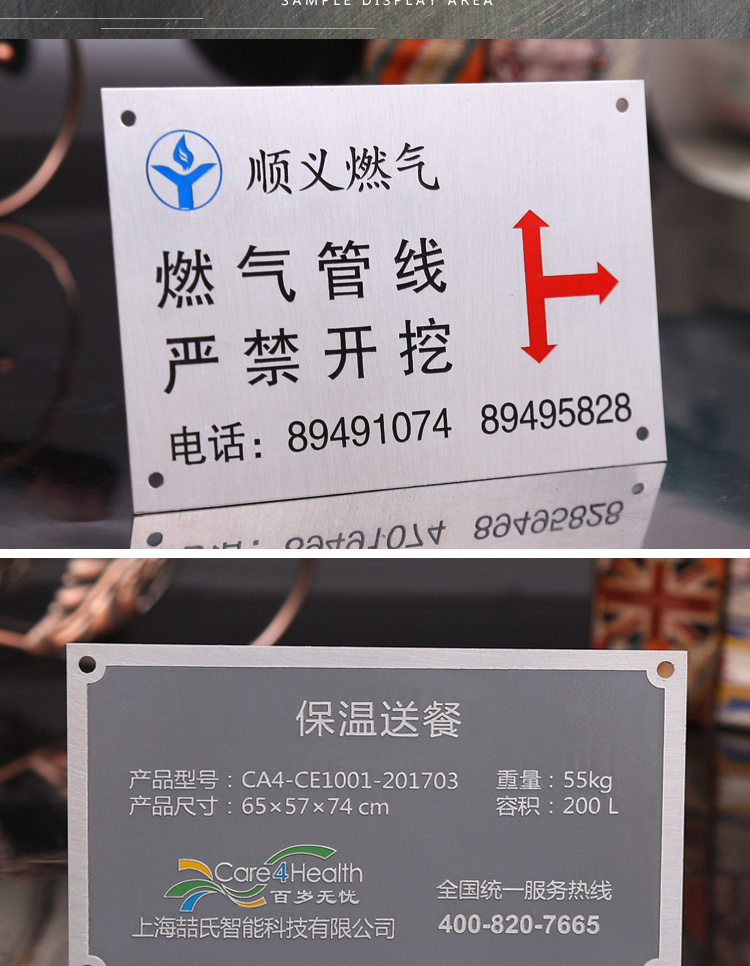 SAMPLE DISPLAY AREA
顺义燃气
燃气管线
严禁开挖
电话：89491074 89495828
保温送餐
产品型号：CA4-CE1001-201703 重量：55kg
产品尺寸：65×57×74 cm 容积：200 L
Care4Health
百岁无忧
上海喆氏智能科技有限公司
全国统一服务热线
400-820-7665